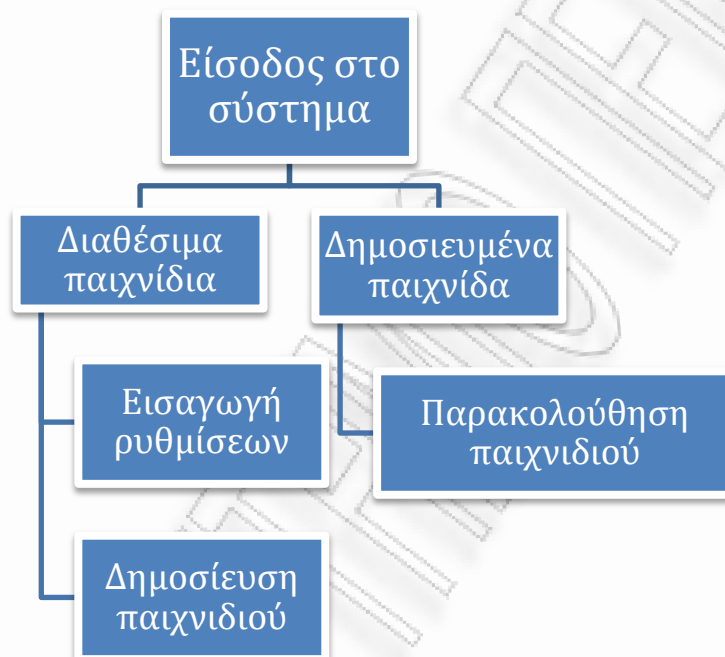 Είσοδος στο
σύστημα
Διαθέσιμα
παιχνίδια
Δημοσιευμένα
παιχνίδα
Εισαγωγή
ρυθμίσεων
Παρακολούθηση
παιχνιδιού
Δημοσίευση
παιχνιδιού